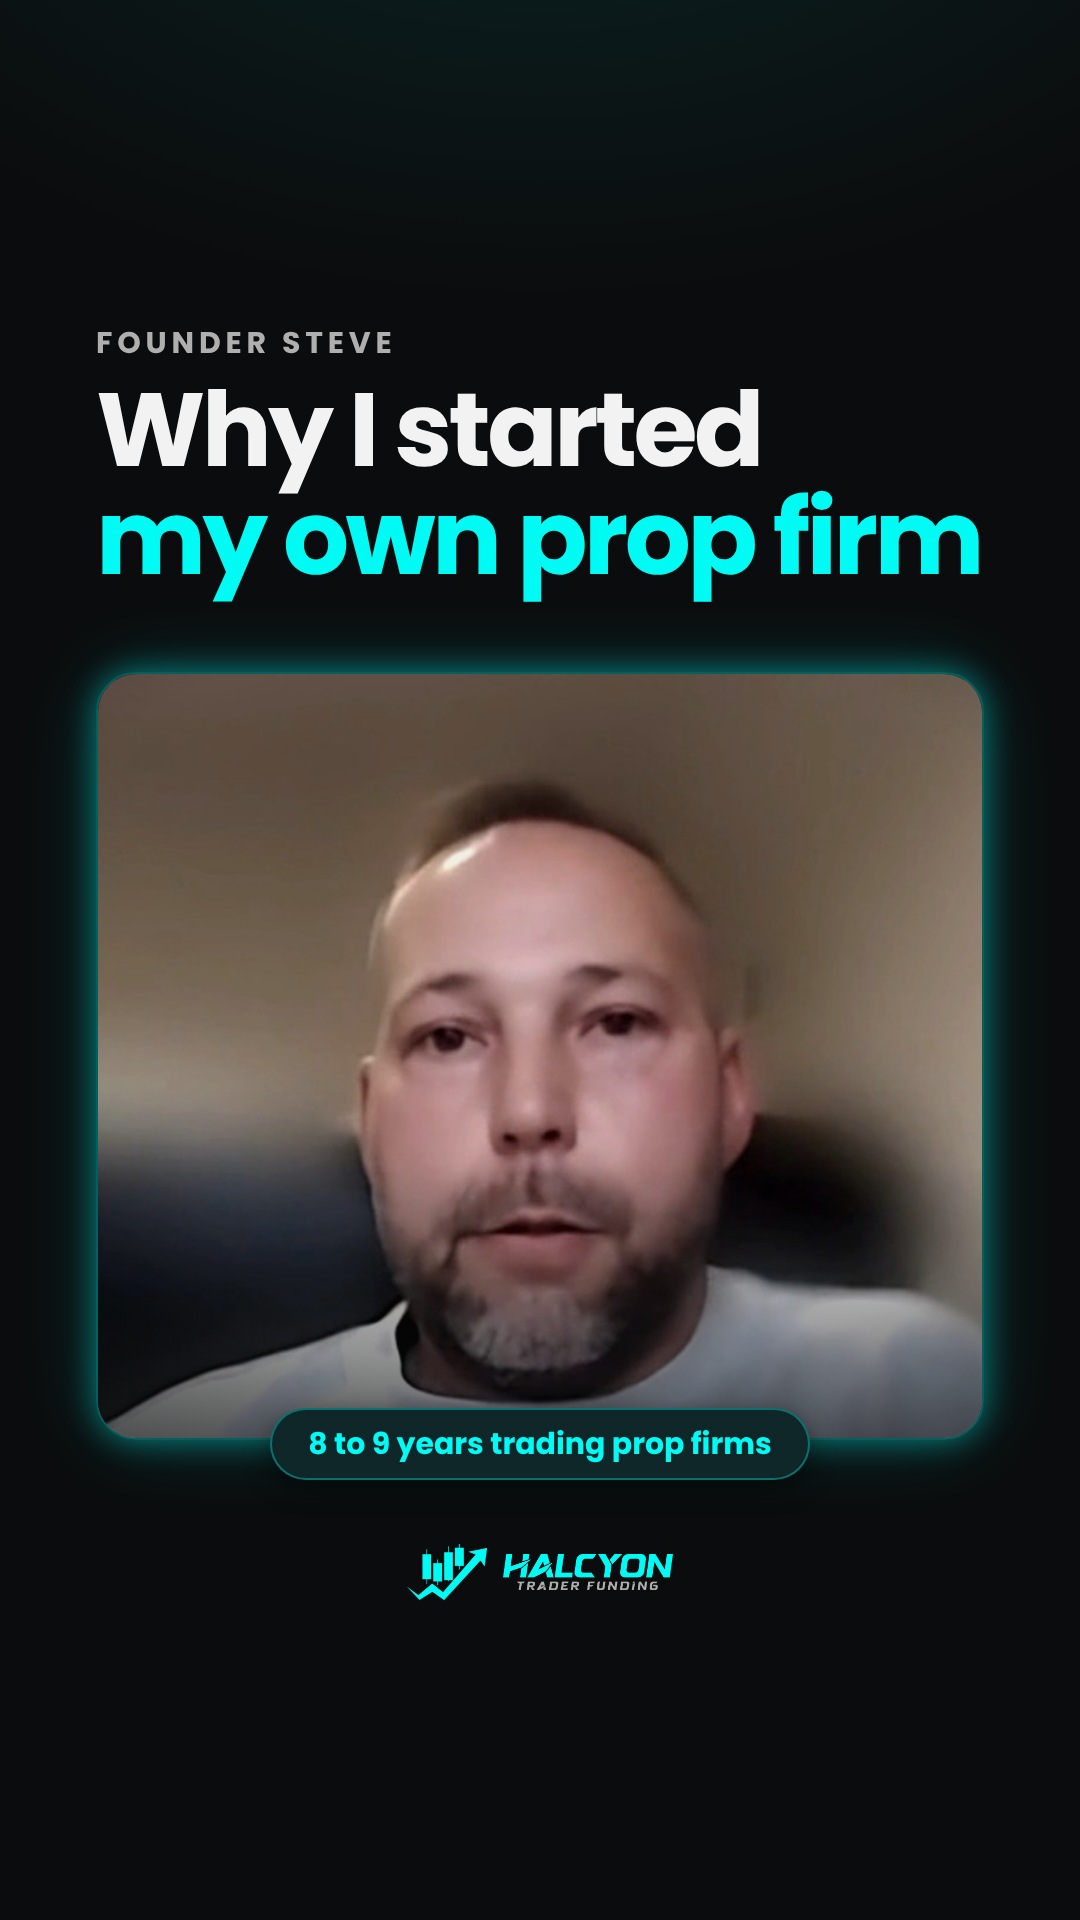 FOUNDER STEVE
Why I started
my own prop firm
8 to 9 years trading prop firms
HALCYON
TRADER FUNDING